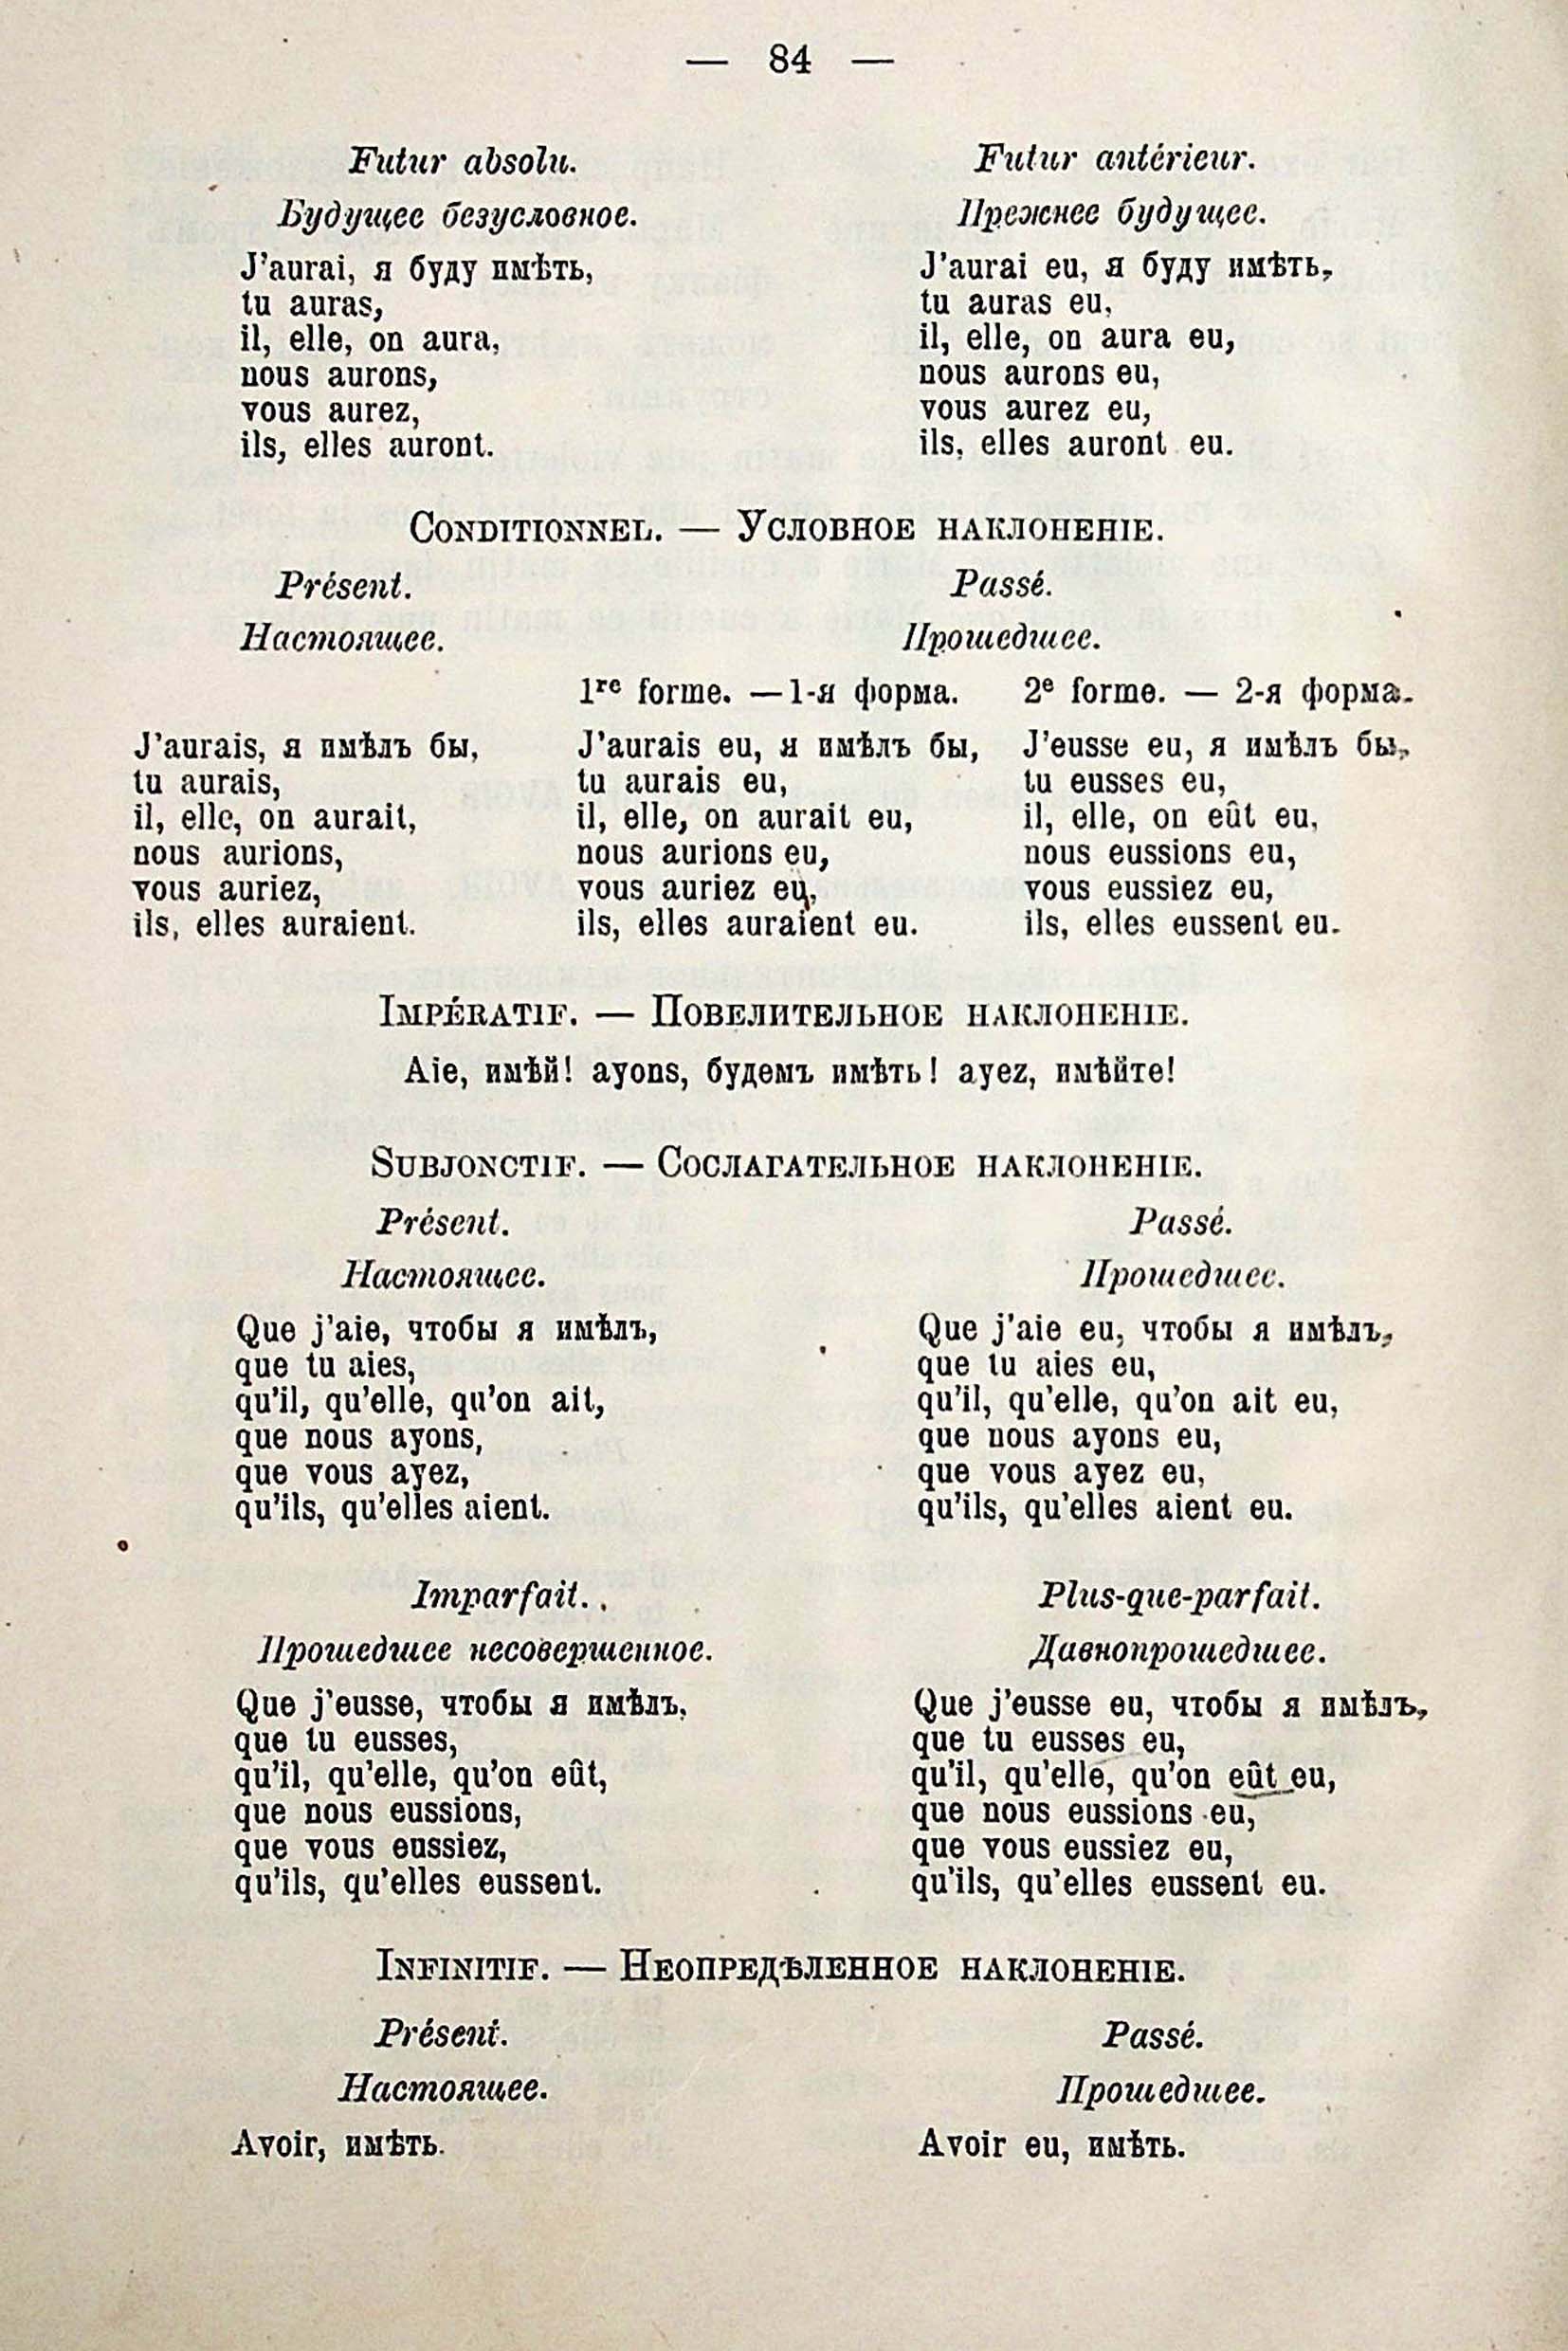 — 84 —
Futur absolu.
Будущее безусловное.
J'aurai, я буду имѣть,
tu auras,
il, elle, on aura,
nous aurons,
vous aurez,
ils, elles auront.
Futur antérieur.
Прежнее будущее.
J'aurai eu, я буду имѣть,
tu auras eu,
il, elle, on aura eu,
nous aurons eu,
vous aurez eu,
ils, elles auront eu.
CONDITIONNEL. — УСЛОВНОЕ НАКЛОНЕНІЕ.
Présent.
Настоящее.
J'aurais, я имѣлъ бы,
tu aurais,
il, elle, on aurait,
nous aurions,
vous auriez,
ils, elles auraient.
Passé.
Прошедшее.
1re forme. — 1-я форма.
J'aurais eu, я имѣлъ бы,
tu aurais eu,
il, elle, on aurait eu,
nous aurions eu,
vous auriez eu,
ils, elles auraient eu.
2e forme. — 2-я форма.
J'eusse eu, я имѣлъ бы,
tu eusses eu,
il, elle, on eût eu,
nous eussions eu,
vous eussiez eu,
ils, elles eussent eu.
IMPÉRATIF. — ПОВЕЛИТЕЛЬНОЕ НАКЛОНЕНІЕ.
Aie, имѣй! ayons, будемъ имѣть! ayez, имѣйте!
SUBJONCTIF. — СОСЛАГАТЕЛЬНОЕ НАКЛОНЕНІЕ.
Présent.
Настоящее.
Que j'aie, чтобы я имѣлъ,
que tu aies,
qu'il, qu'elle, qu'on ait,
que nous ayons,
que vous ayez,
qu'ils, qu'elles aient.
Passé.
Прошедшее.
Que j'aie eu, чтобы я имѣлъ,
que tu aies eu,
qu'il, qu'elle, qu'on ait eu,
que nous ayons eu,
que vous ayez eu,
qu'ils, qu'elles aient eu.
Imparfait.
Прошедшее несовершенное.
Que j'eusse, чтобы я имѣлъ,
que tu eusses,
qu'il, qu'elle, qu'on eût,
que nous eussions,
que vous eussiez,
qu'ils, qu'elles eussent.
Plus-que-parfait.
Давнопрошедшее.
Que j'eusse eu, чтобы я имѣлъ,
que tu eusses eu,
qu'il, qu'elle, qu'on eût eu,
que nous eussions eu,
que vous eussiez eu,
qu'ils, qu'elles eussent eu.
INFINITIF. — НЕОПРЕДѢЛЕННОЕ НАКЛОНЕНІЕ.
Présent.
Настоящее.
Avoir, имѣть.
Passé.
Прошедшее.
Avoir eu, имѣть.